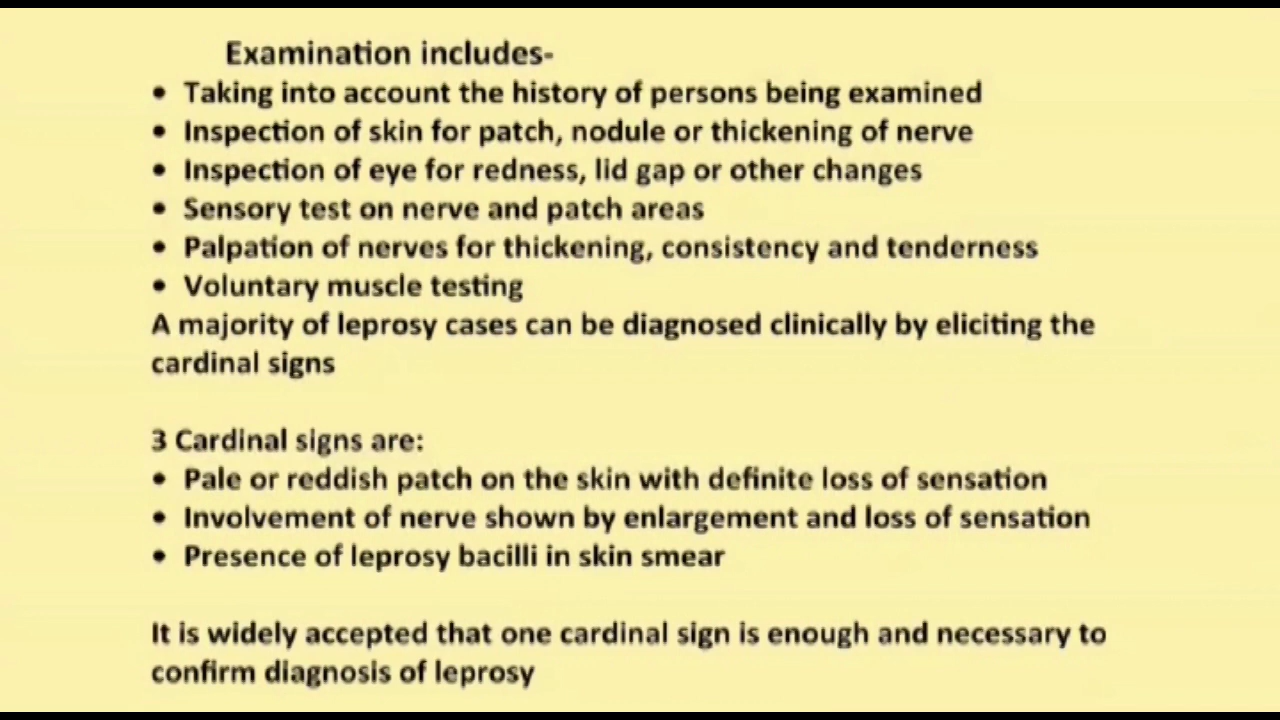 Examination includes-
• Taking into account the history of persons being examined
• Inspection of skin for patch, nodule or thickening of nerve
• Inspection of eye for redness, lid gap or other changes
• Sensory test on nerve and patch areas
• Palpation of nerves for thickening, consistency and tenderness
• Voluntary muscle testing
A majority of leprosy cases can be diagnosed clinically by eliciting the
cardinal signs
3 Cardinal signs are:
• Pale or reddish patch on the skin with definite loss of sensation
• Involvement of nerve shown by enlargement and loss of sensation
• Presence of leprosy bacilli in skin smear
It is widely accepted that one cardinal sign is enough and necessary to
confirm diagnosis of leprosy